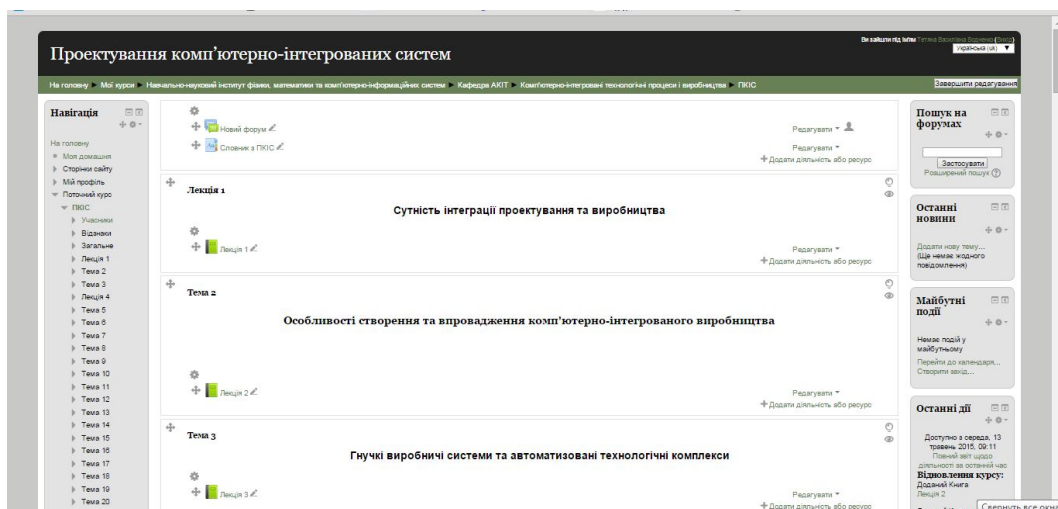 Проектування комп'ютерно-інтегрованих систем
Ви зайшли під ім'ям Тетяна Василівна Водченко (Вихід)
Українська (uk)
На головну ► Мої курси ► Навчально-науковий інститут фізики, математики та комп'ютерно-інформаційних систем ► Кафедра АКІТ ► Комп'ютерно-інтегровані технологічні процеси і виробництва ► ПКІС
Завершити редагування
Навігація
На головну
Моя домашня
Сторінки сайту
Мій профіль
Поточний курс
ПКІС
Учасники
Відзнаки
Загальне
Лекція 1
Тема 2
Тема 3
Лекція 4
Тема 5
Тема 6
Тема 7
Тема 8
Тема 9
Тема 10
Тема 11
Тема 12
Тема 13
Тема 14
Тема 15
Тема 16
Тема 17
Тема 18
Тема 19
Тема 20
Новий форум
Редагувати
Словник з ПКІС
Редагувати
Додати діяльність або ресурс
Лекція 1
Сутність інтеграції проектування та виробництва
Лекція 1
Редагувати
Додати діяльність або ресурс
Тема 2
Особливості створення та впровадження комп'ютерно-інтегрованого виробництва
Лекція 2
Редагувати
Додати діяльність або ресурс
Тема 3
Гнучкі виробничі системи та автоматизовані технологічні комплекси
Лекція 3
Редагувати
Додати діяльність або ресурс
Пошук на
форумах
Застосувати
Розширений пошук
Останні
новини
Додати нову тему...
(Ще немає жодного
повідомлення)
Майбутні
події
Немає подій у
майбутньому
Перейти до календаря...
Створити захід...
Останні дії
Доступно з середа, 13
травень 2015, 09:11
Повний звіт щодо
діяльності за останній час
Відновлення курсу:
Доданий Книга
Лекція 2
Свернуть все окна